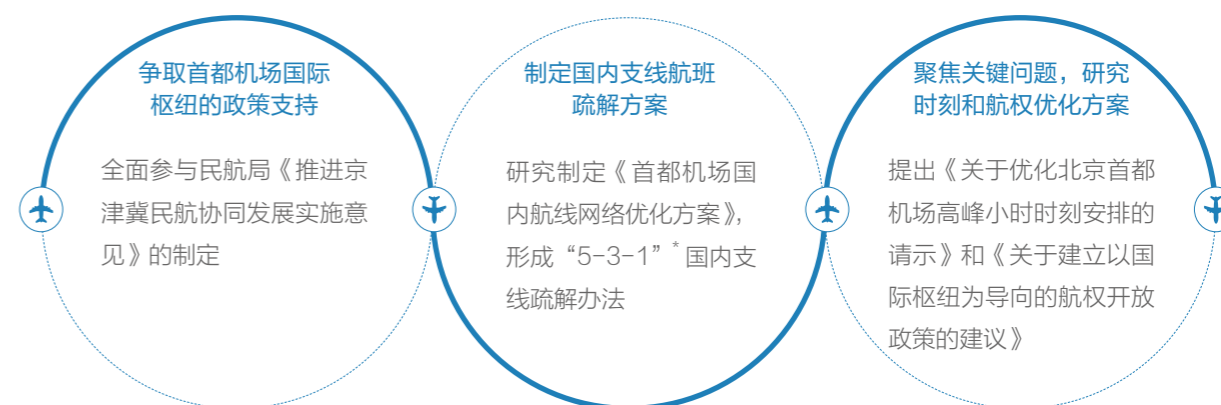 争取首都机场国际
枢纽的政策支持
全面参与民航局《推进京
津冀民航协同发展实施意
见》的制定
制定国内支线航班
疏解方案
研究制定《首都机场国
内航线网络优化方案》,
形成“5-3-1”*国内支
线疏解办法
聚焦关键问题，研究
时刻和航权优化方案
提出《关于优化北京首都
机场高峰小时时刻安排的
请示》和《关于建立以国
际枢纽为导向的航权开放
政策的建议》